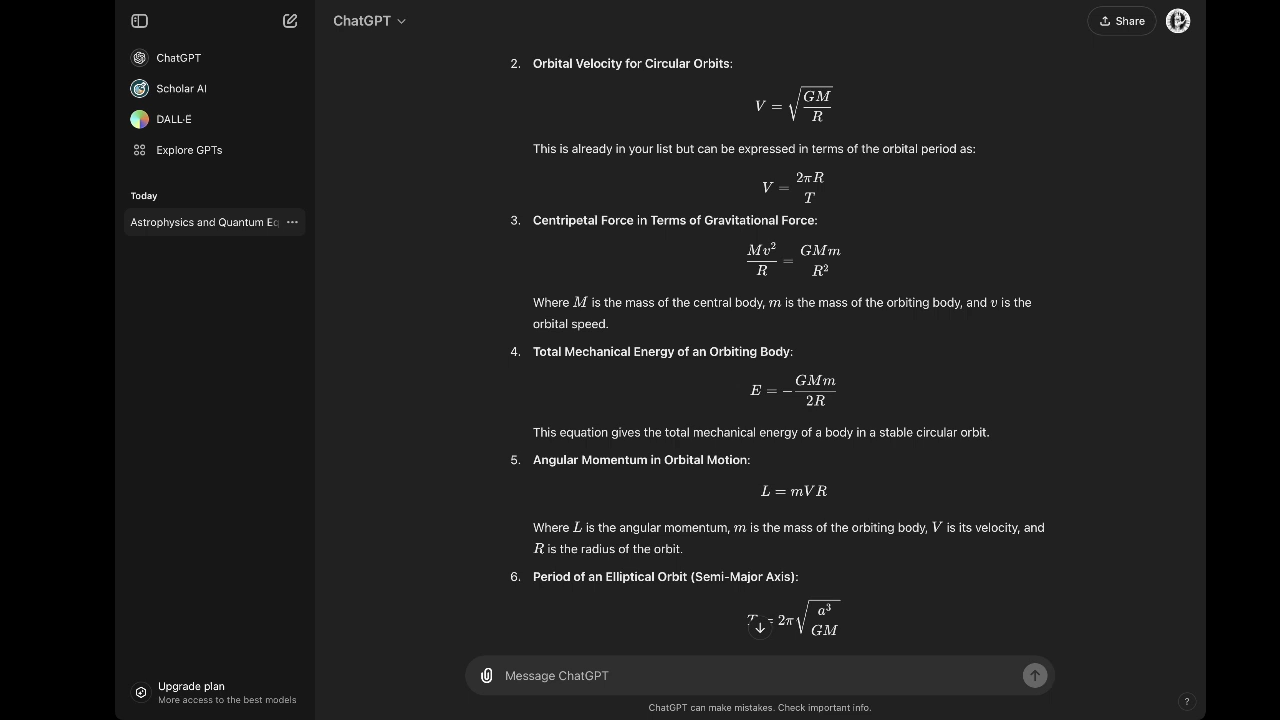 ChatGPT
Share
ChatGPT
Scholar AI
DALL·E
Explore GPTs
Today
Astrophysics and Quantum Eq
Upgrade plan
More access to the best models
2. Orbital Velocity for Circular Orbits:
V = √(GM/R)
This is already in your list but can be expressed in terms of the orbital period as:
V = 2πR/T
3. Centripetal Force in Terms of Gravitational Force:
Mv²/R = GMm/R²
Where M is the mass of the central body, m is the mass of the orbiting body, and v is the
orbital speed.
4. Total Mechanical Energy of an Orbiting Body:
E = −GMm/2R
This equation gives the total mechanical energy of a body in a stable circular orbit.
5. Angular Momentum in Orbital Motion:
L = mVR
Where L is the angular momentum, m is the mass of the orbiting body, V is its velocity, and
R is the radius of the orbit.
6. Period of an Elliptical Orbit (Semi-Major Axis):
T = 2π√(a³/GM)
Message ChatGPT
ChatGPT can make mistakes. Check important info.
?